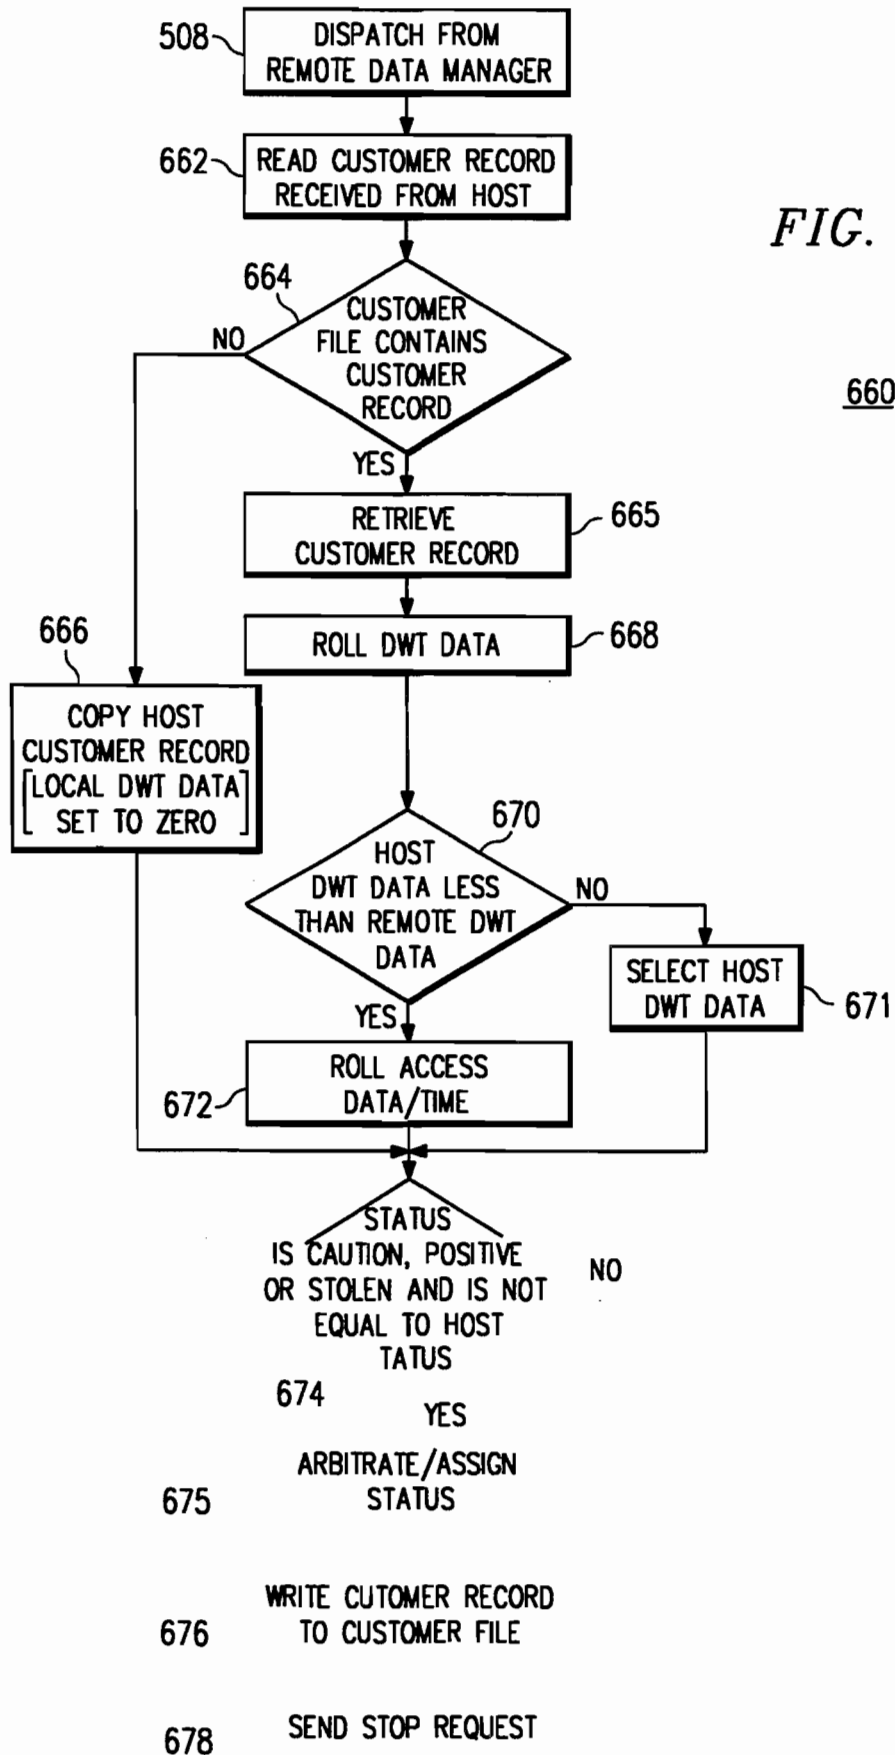 508
DISPATCH FROM
REMOTE DATA MANAGER
662
READ CUSTOMER RECORD
RECEIVED FROM HOST
FIG.
660
664
CUSTOMER
FILE CONTAINS
CUSTOMER
RECORD
NO
YES
RETRIEVE
CUSTOMER RECORD
665
ROLL DWT DATA
668
666
COPY HOST
CUSTOMER RECORD
[LOCAL DWT DATA
SET TO ZERO]
670
HOST
DWT DATA LESS
THAN REMOTE DWT
DATA
NO
YES
SELECT HOST
DWT DATA
671
672
ROLL ACCESS
DATA/TIME
STATUS
IS CAUTION, POSITIVE
OR STOLEN AND IS NOT
EQUAL TO HOST
TATUS
NO
674
YES
675
ARBITRATE/ASSIGN
STATUS
676
WRITE CUTOMER RECORD
TO CUSTOMER FILE
678
SEND STOP REQUEST